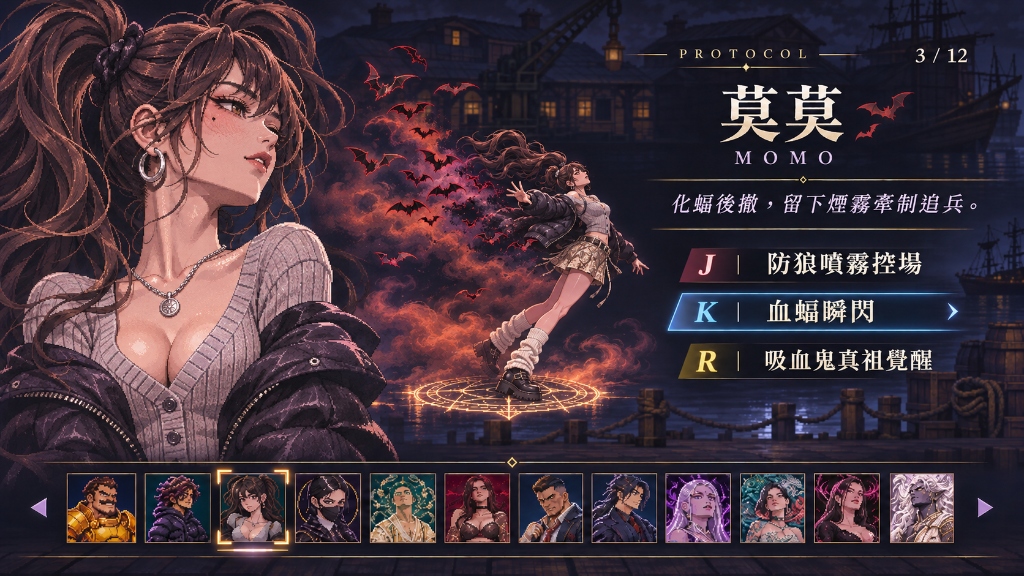 PROTOCOL
3 / 12
莫莫
MOMO
化蝠後撤，留下煙霧牽制追兵。
J | 防狼噴霧控場
K | 血蝠瞬閃
R | 吸血鬼真祖覺醒